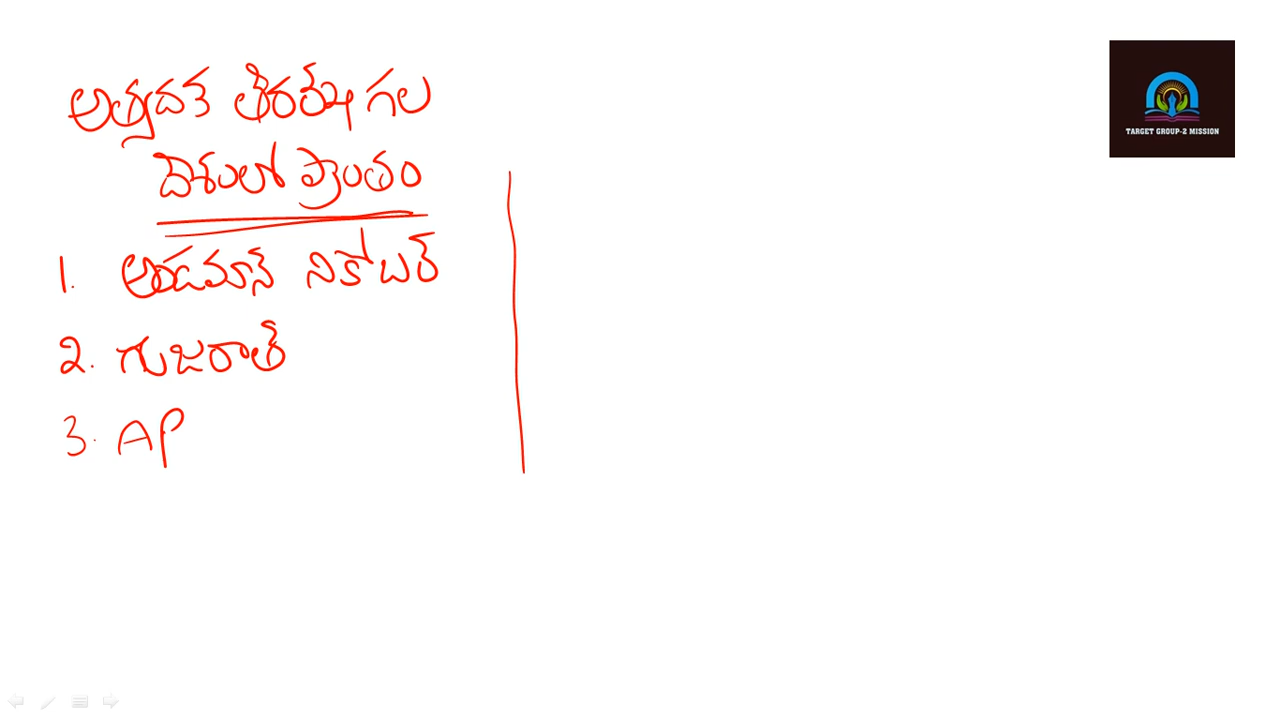 అత్యధిక తీరరేఖ గల
దేశంలో ప్రాంతం
1. అండమాన్ నికోబర్
2. గుజరాత్
3. AP
TARGET GROUP-2 MISSION